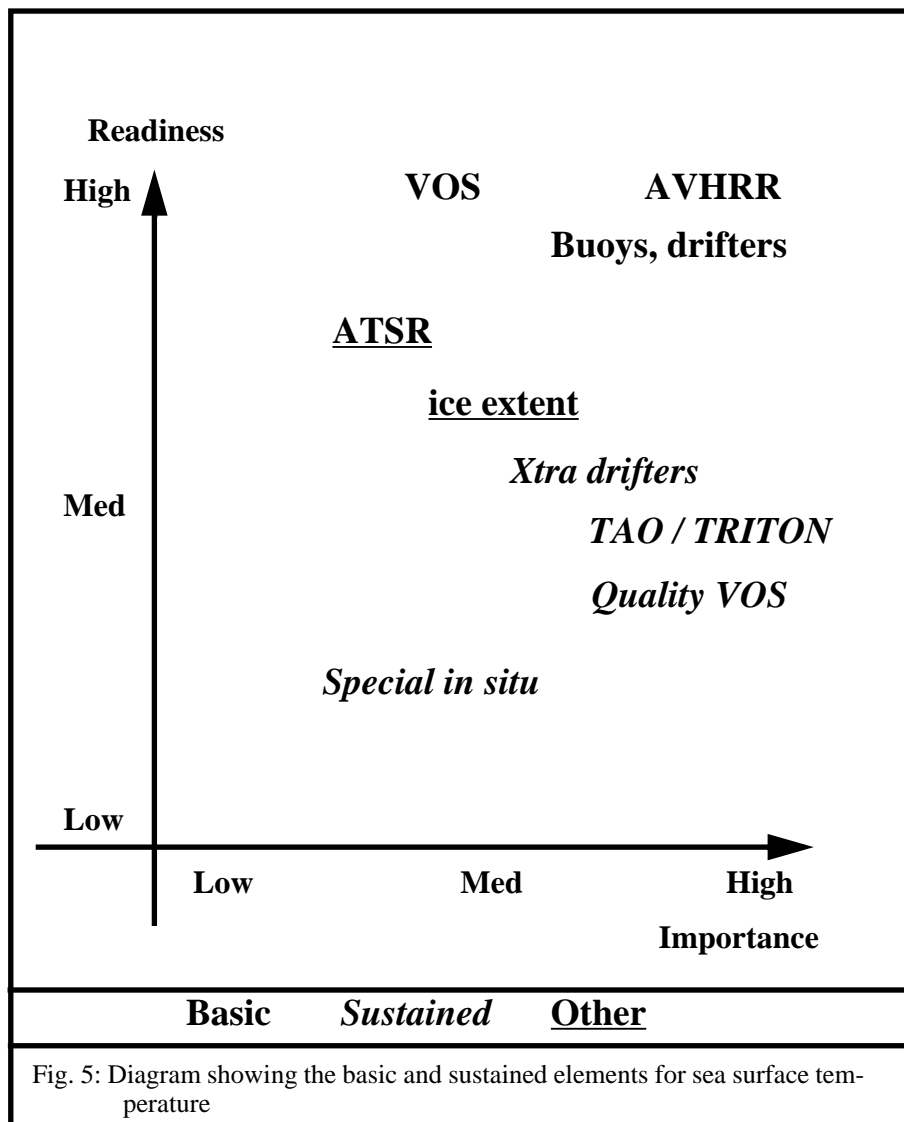 Readiness
High VOS AVHRR
Buoys, drifters
ATSR
ice extent
Xtra drifters
Med
TAO / TRITON
Quality VOS
Special in situ
Low
Low Med High
Importance
Basic Sustained Other
Fig. 5: Diagram showing the basic and sustained elements for sea surface tem-
perature